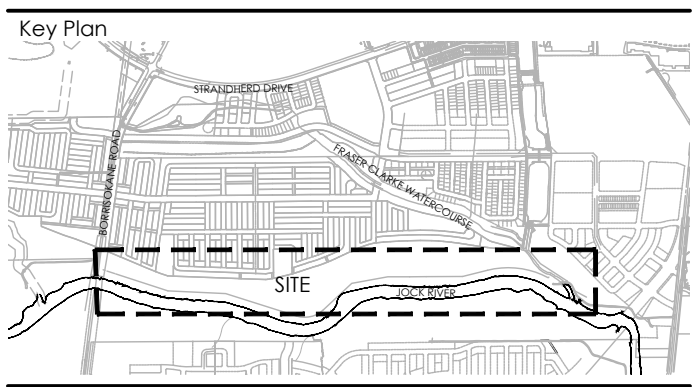 Key Plan
STRANDHERD DRIVE
BORRISOKANE ROAD
FRASER CLARKE WATERCOURSE
SITE
JOCK RIVER